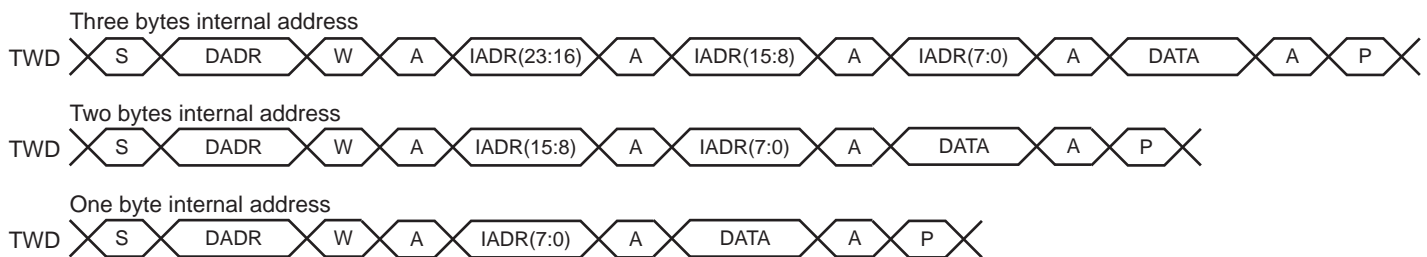 Three bytes internal address
TWD S DADR W A IADR(23:16) A IADR(15:8) A IADR(7:0) A DATA A P
Two bytes internal address
TWD S DADR W A IADR(15:8) A IADR(7:0) A DATA A P
One byte internal address
TWD S DADR W A IADR(7:0) A DATA A P